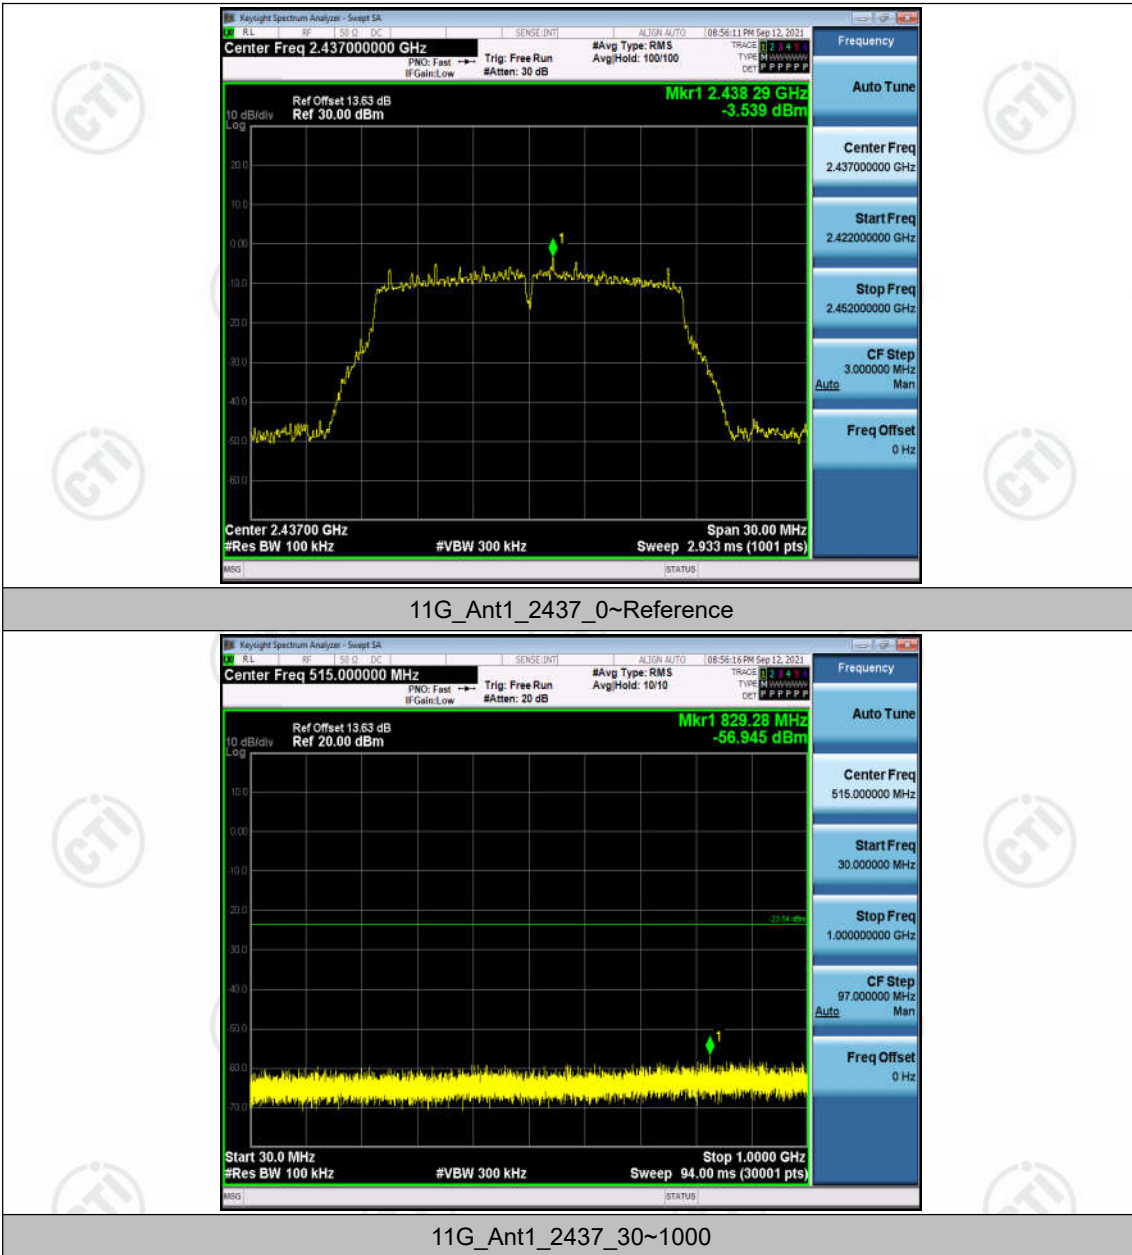 Keysight Spectrum Analyzer - Swept SA
RL RF 50 Ω DC SENSE:INT ALIGN AUTO 08:56:11 PM Sep 12, 2021
Center Freq 2.437000000 GHz
PNO: Fast
IFGain:Low
Trig: Free Run
#Atten: 30 dB
#Avg Type: RMS
Avg|Hold: 100/100
TRACE 1 2 3 4 5 6
TYPE M WWWWW
DET P P P P P P
Frequency
Auto Tune
Center Freq
2.437000000 GHz
Start Freq
2.422000000 GHz
Stop Freq
2.452000000 GHz
CF Step
3.000000 MHz
Auto Man
Freq Offset
0 Hz
Mkr1 2.438 29 GHz
-3.539 dBm
Ref Offset 13.63 dB
10 dB/div Ref 30.00 dBm
Log
20.0
10.0
0.00
-10.0
-20.0
-30.0
-40.0
-50.0
-60.0
1
Center 2.43700 GHz Span 30.00 MHz
#Res BW 100 kHz #VBW 300 kHz Sweep 2.933 ms (1001 pts)
MSG STATUS
11G_Ant1_2437_0~Reference
Keysight Spectrum Analyzer - Swept SA
RL RF 50 Ω DC SENSE:INT ALIGN AUTO 08:56:16 PM Sep 12, 2021
Center Freq 515.000000 MHz
PNO: Fast
IFGain:Low
Trig: Free Run
#Atten: 20 dB
#Avg Type: RMS
Avg|Hold: 10/10
TRACE 1 2 3 4 5 6
TYPE M WWWWW
DET P P P P P P
Frequency
Auto Tune
Center Freq
515.000000 MHz
Start Freq
30.000000 MHz
Stop Freq
1.000000000 GHz
CF Step
97.000000 MHz
Auto Man
Freq Offset
0 Hz
Mkr1 829.28 MHz
-56.945 dBm
Ref Offset 13.63 dB
10 dB/div Ref 20.00 dBm
Log
10.0
0.00
-10.0
-20.0
-30.0
-40.0
-50.0
-60.0
-70.0
-23.54 dBm
1
Start 30.0 MHz Stop 1.0000 GHz
#Res BW 100 kHz #VBW 300 kHz Sweep 94.00 ms (30001 pts)
MSG STATUS
11G_Ant1_2437_30~1000
CTI
CTI
CTI
CTI
CTI
CTI